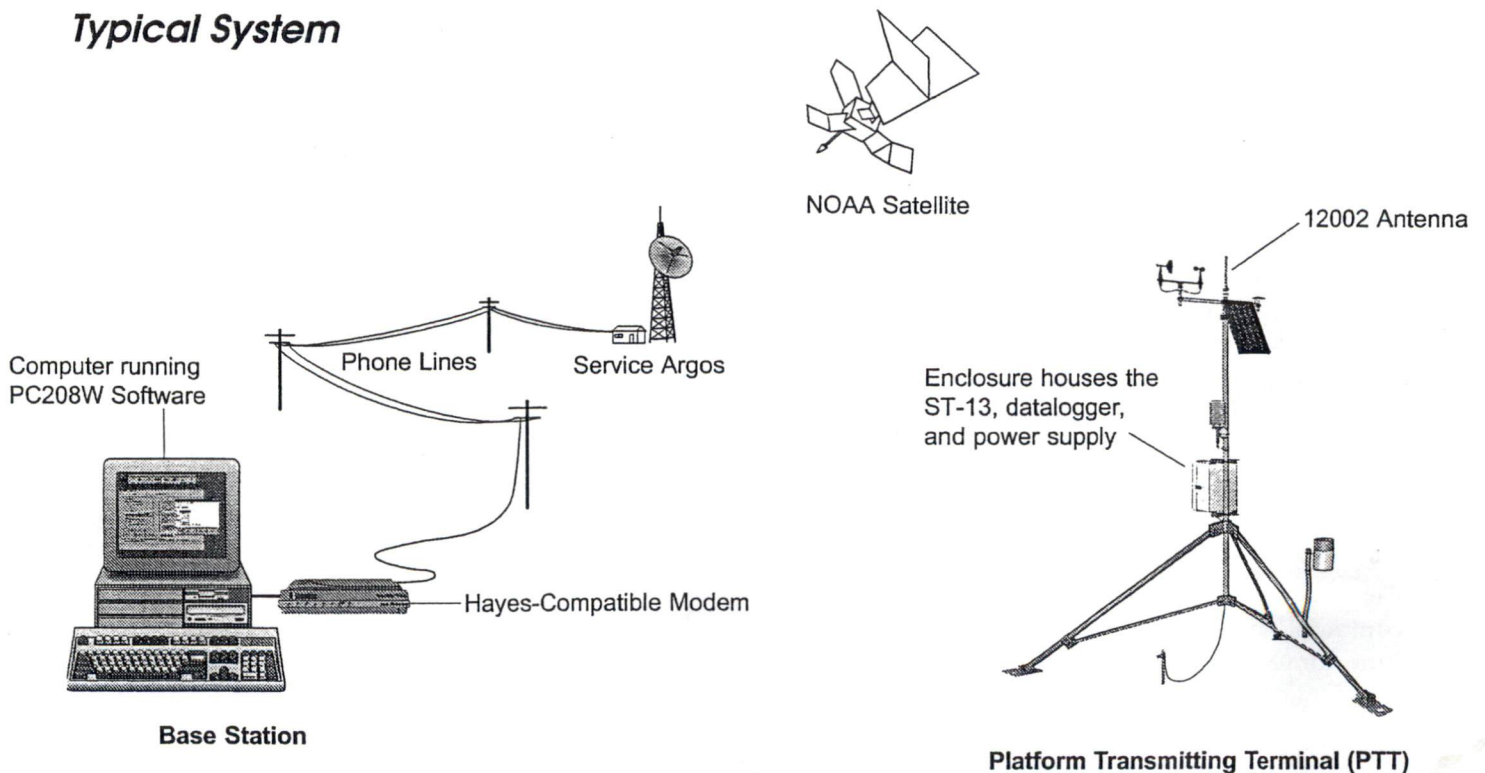 Typical System
NOAA Satellite
12002 Antenna
Computer running
PC208W Software
Phone Lines
Service Argos
Enclosure houses the
ST-13, datalogger,
and power supply
Hayes-Compatible Modem
Base Station
Platform Transmitting Terminal (PTT)